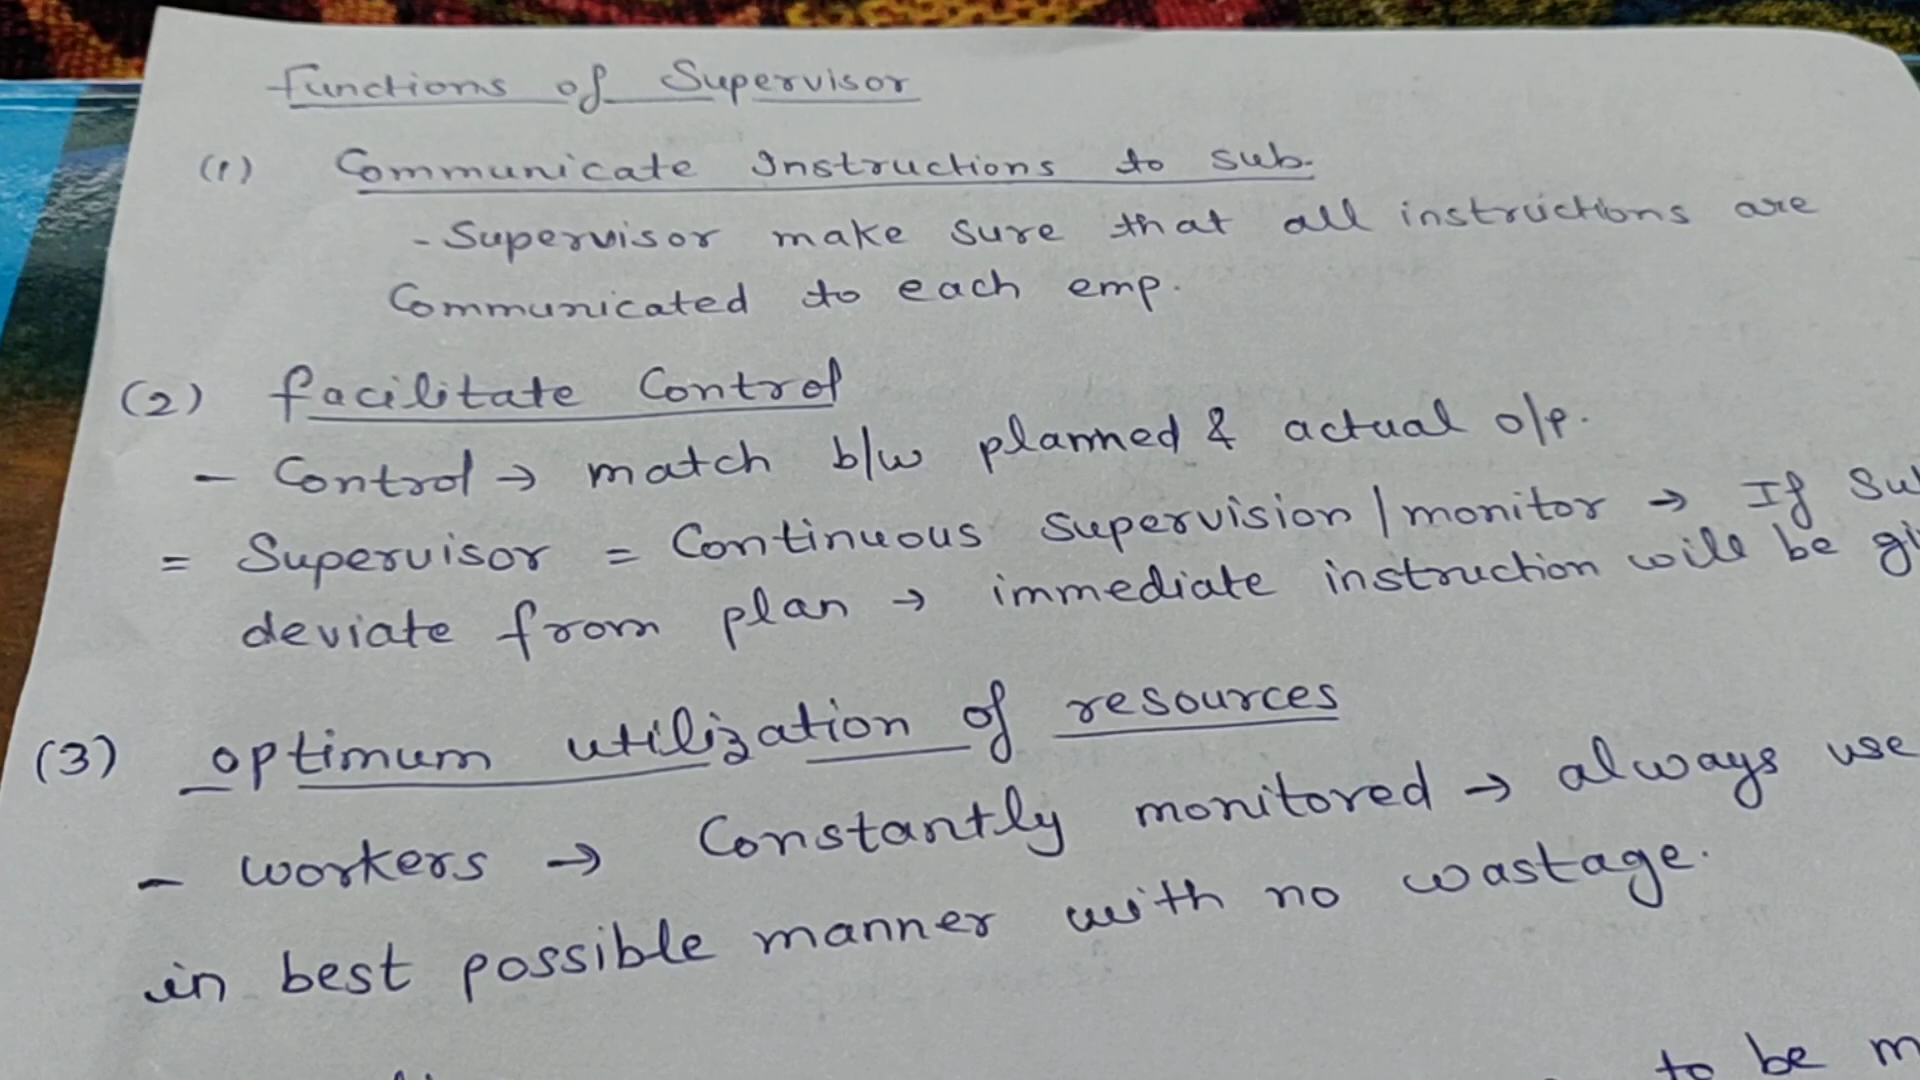 Functions of Supervisor
(1) Communicate Instructions to sub.
- Supervisor make sure that all instructions are
Communicated to each emp.
(2) facilitate Control
- Control → match b/w planned & actual o/p.
= Supervisor = Continuous supervision/monitor → If
deviate from plan → immediate instruction will be
(3) optimum utilization of resources
- workers → Constantly monitored → always use
in best possible manner with no wastage.
to be